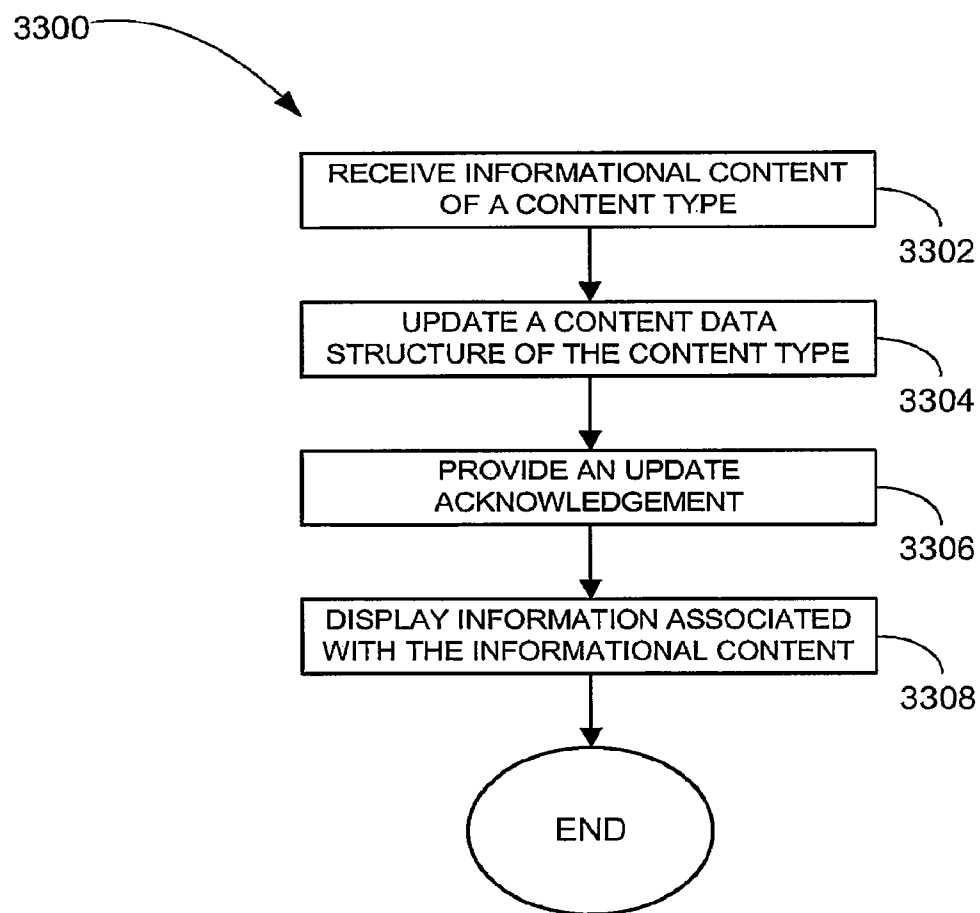 3300
RECEIVE INFORMATIONAL CONTENT
OF A CONTENT TYPE
3302
UPDATE A CONTENT DATA
STRUCTURE OF THE CONTENT TYPE
3304
PROVIDE AN UPDATE
ACKNOWLEDGEMENT
3306
DISPLAY INFORMATION ASSOCIATED
WITH THE INFORMATIONAL CONTENT
3308
END